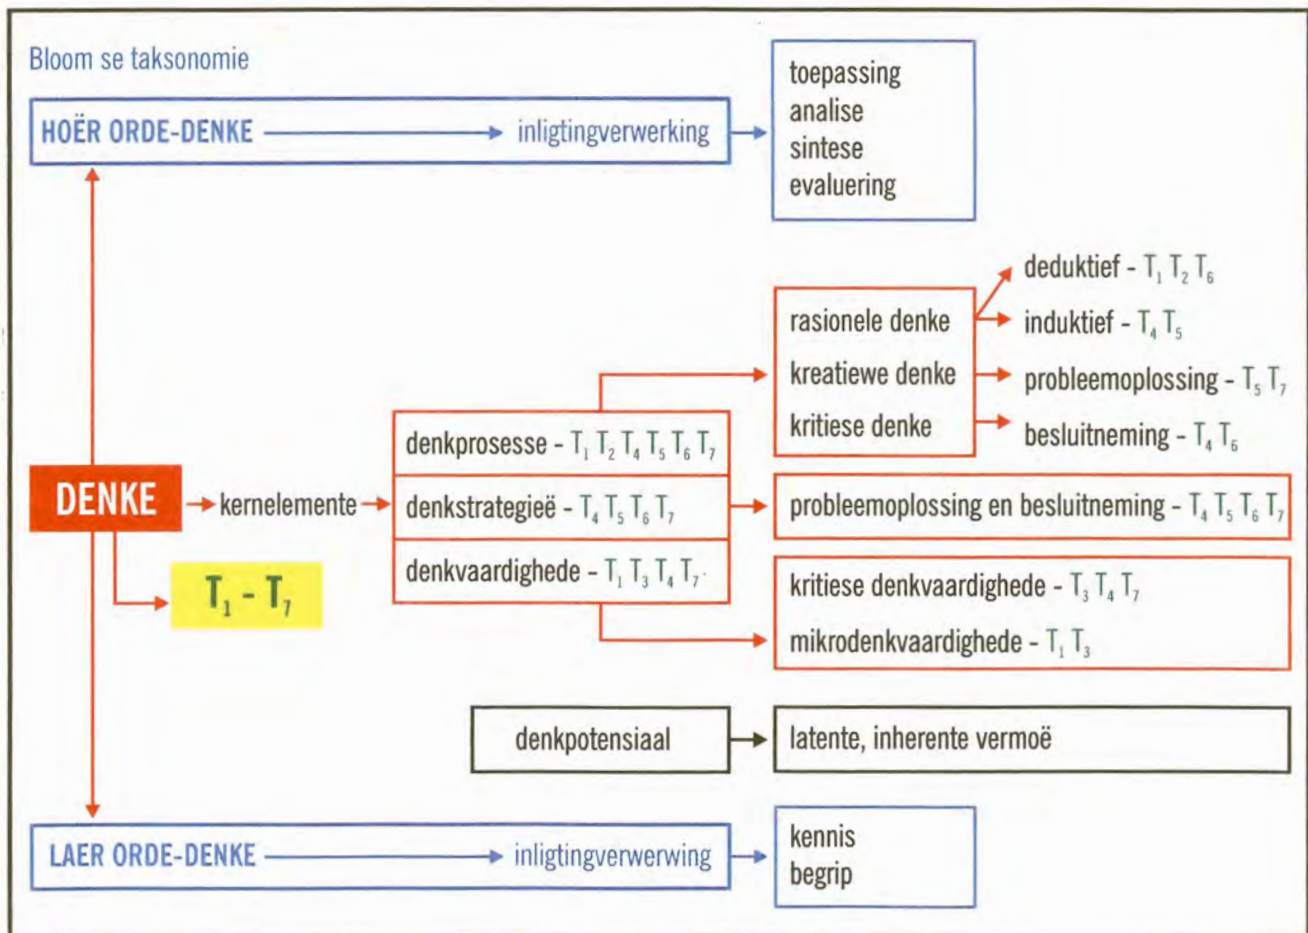 Bloom se taksonomie
HOËR ORDE-DENKE inligtingverwerking
toepassing
analise
sintese
evaluering
deduktief - T₁ T₂ T₆
rasionele denke
induktief - T₄ T₅
kreatiewe denke
probleemoplossing - T₅ T₇
kritiese denke
besluitneming - T₄ T₆
denkprosesse - T₁ T₂ T₄ T₅ T₆ T₇
DENKE
kernelemente
denkstrategieë - T₄ T₅ T₆ T₇
probleemoplossing en besluitneming - T₄ T₅ T₆ T₇
denkvaardighede - T₁ T₃ T₄ T₇
kritiese denkvaardighede - T₃ T₄ T₇
T₁ - T₇
mikrodenkvaardighede - T₁ T₃
denkpotensiaal
latente, inherente vermoë
LAER ORDE-DENKE inligtingverwerwing
kennis
begrip